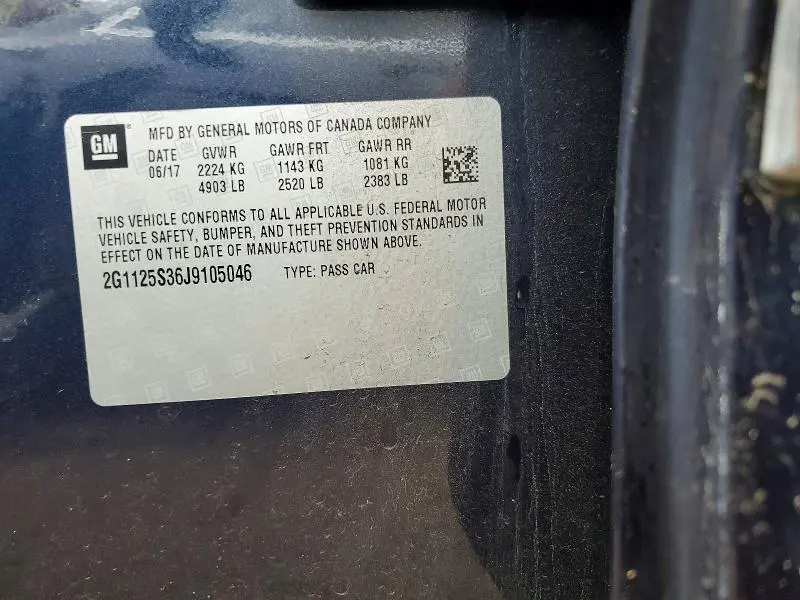 GM
MFD BY GENERAL MOTORS OF CANADA COMPANY
DATE GVWR GAWR FRT GAWR RR
06/17 2224 KG 1143 KG 1081 KG
4903 LB 2520 LB 2383 LB
THIS VEHICLE CONFORMS TO ALL APPLICABLE U.S. FEDERAL MOTOR
VEHICLE SAFETY, BUMPER, AND THEFT PREVENTION STANDARDS IN
EFFECT ON THE DATE OF MANUFACTURE SHOWN ABOVE.
2G1125S36J9105046 TYPE: PASS CAR